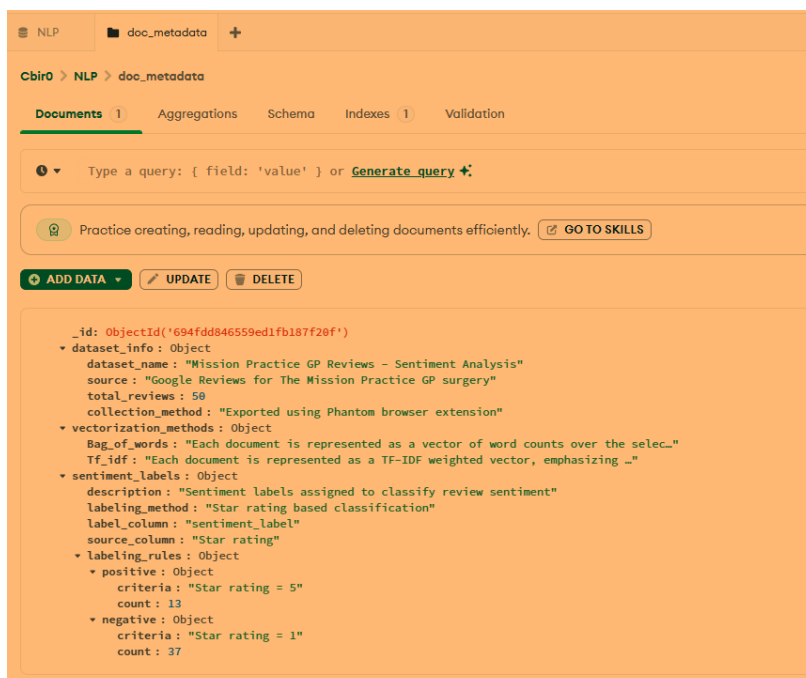 NLP
doc_metadata
Cbir0 > NLP > doc_metadata
Documents 1 Aggregations Schema Indexes 1 Validation
Type a query: { field: 'value' } or Generate query
Practice creating, reading, updating, and deleting documents efficiently. GO TO SKILLS
ADD DATA UPDATE DELETE
_id: ObjectId('694fdd846559ed1fb187f20f')
dataset_info : Object
dataset_name : "Mission Practice GP Reviews - Sentiment Analysis"
source : "Google Reviews for The Mission Practice GP surgery"
total_reviews : 50
collection_method : "Exported using Phantom browser extension"
vectorization_methods : Object
Bag_of_words : "Each document is represented as a vector of word counts over the selec…"
Tf_idf : "Each document is represented as a TF-IDF weighted vector, emphasizing …"
sentiment_labels : Object
description : "Sentiment labels assigned to classify review sentiment"
labeling_method : "Star rating based classification"
label_column : "sentiment_label"
source_column : "Star rating"
labeling_rules : Object
positive : Object
criteria : "Star rating = 5"
count : 13
negative : Object
criteria : "Star rating = 1"
count : 37